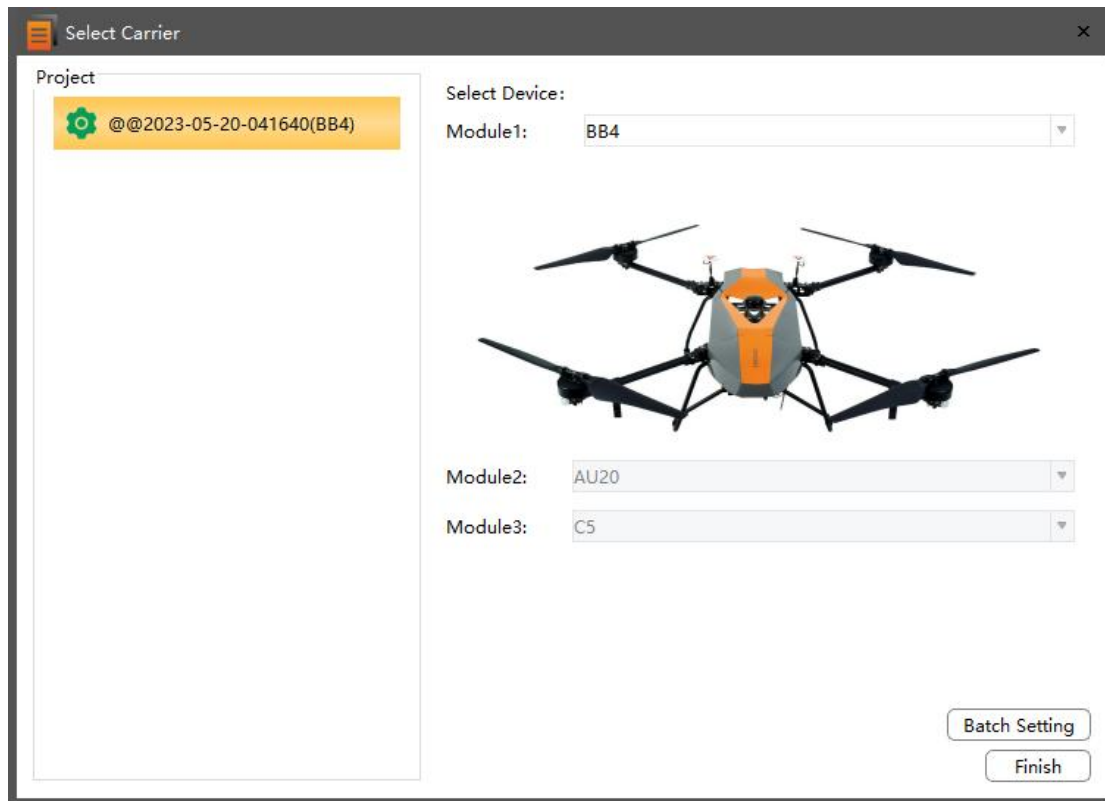 Select Carrier
Project
@@2023-05-20-041640(BB4)
Select Device:
Module1: BB4
Module2: AU20
Module3: C5
Batch Setting
Finish